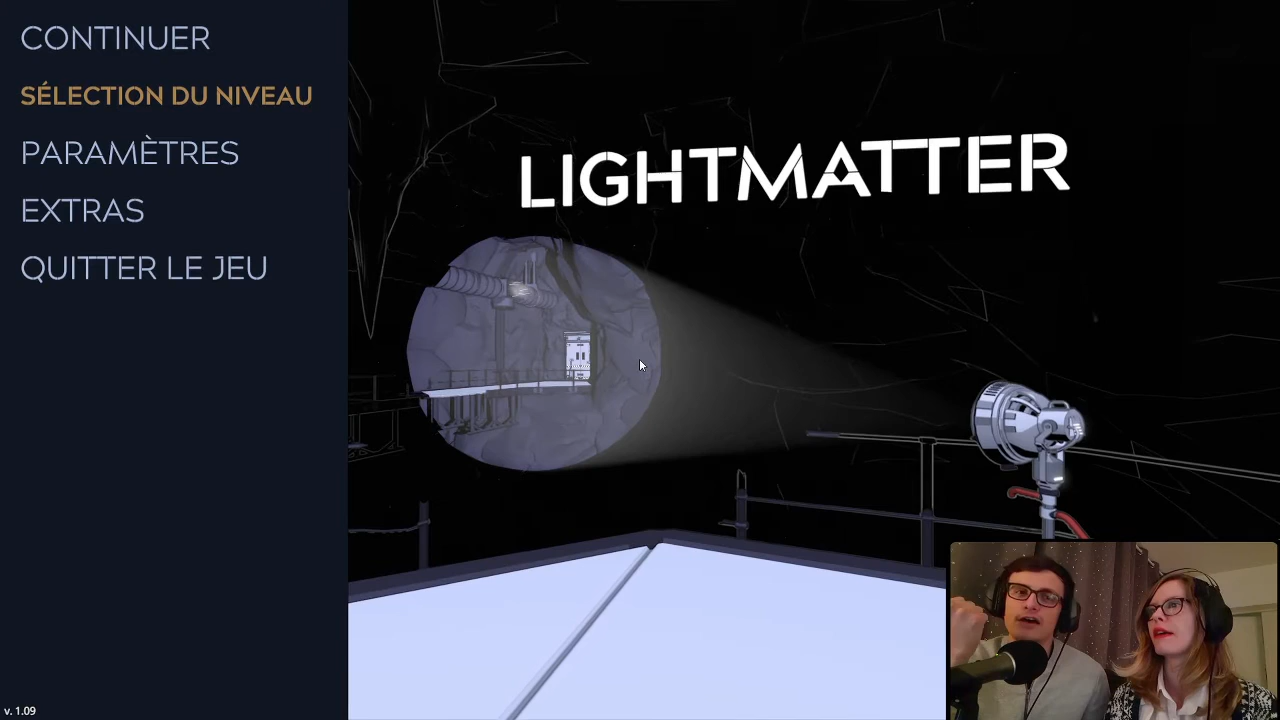 CONTINUER
SÉLECTION DU NIVEAU
PARAMÈTRES
EXTRAS
QUITTER LE JEU
LIGHTMATTER
v. 1.09